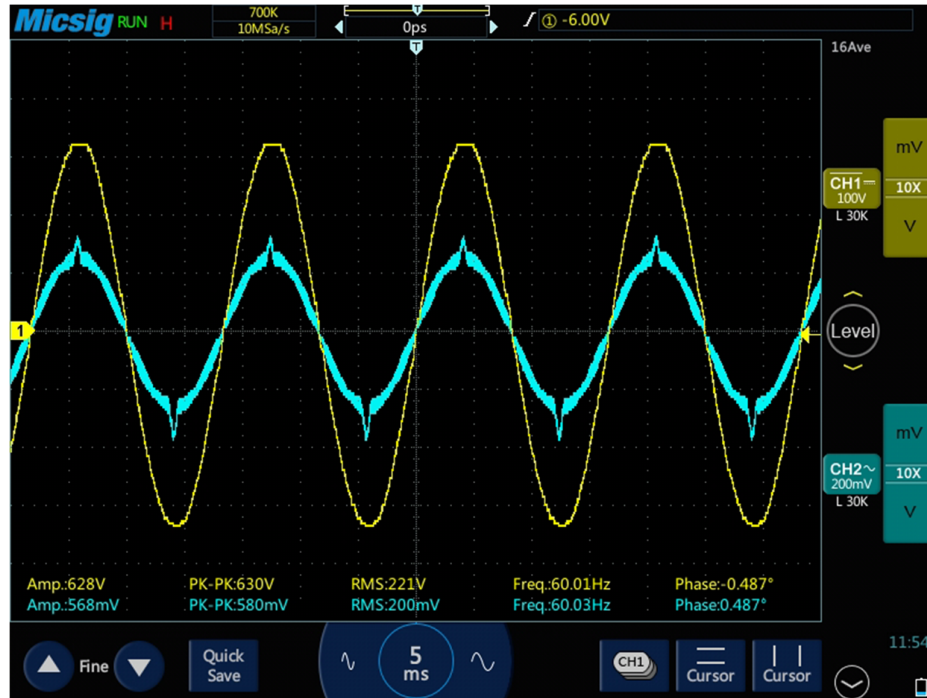 Micsig RUN H 700K 10MSa/s T 0ps ① -6.00V
T
16Ave
mV
CH1 10X
100V
L 30K
V
1
Level
mV
CH2 10X
200mV
L 30K
V
Amp.:628V PK-PK:630V RMS:221V Freq.:60.01Hz Phase:-0.487°
Amp.:568mV PK-PK:580mV RMS:200mV Freq.:60.03Hz Phase:0.487°
11:54
Fine Quick Save 5 ms CH1 Cursor Cursor